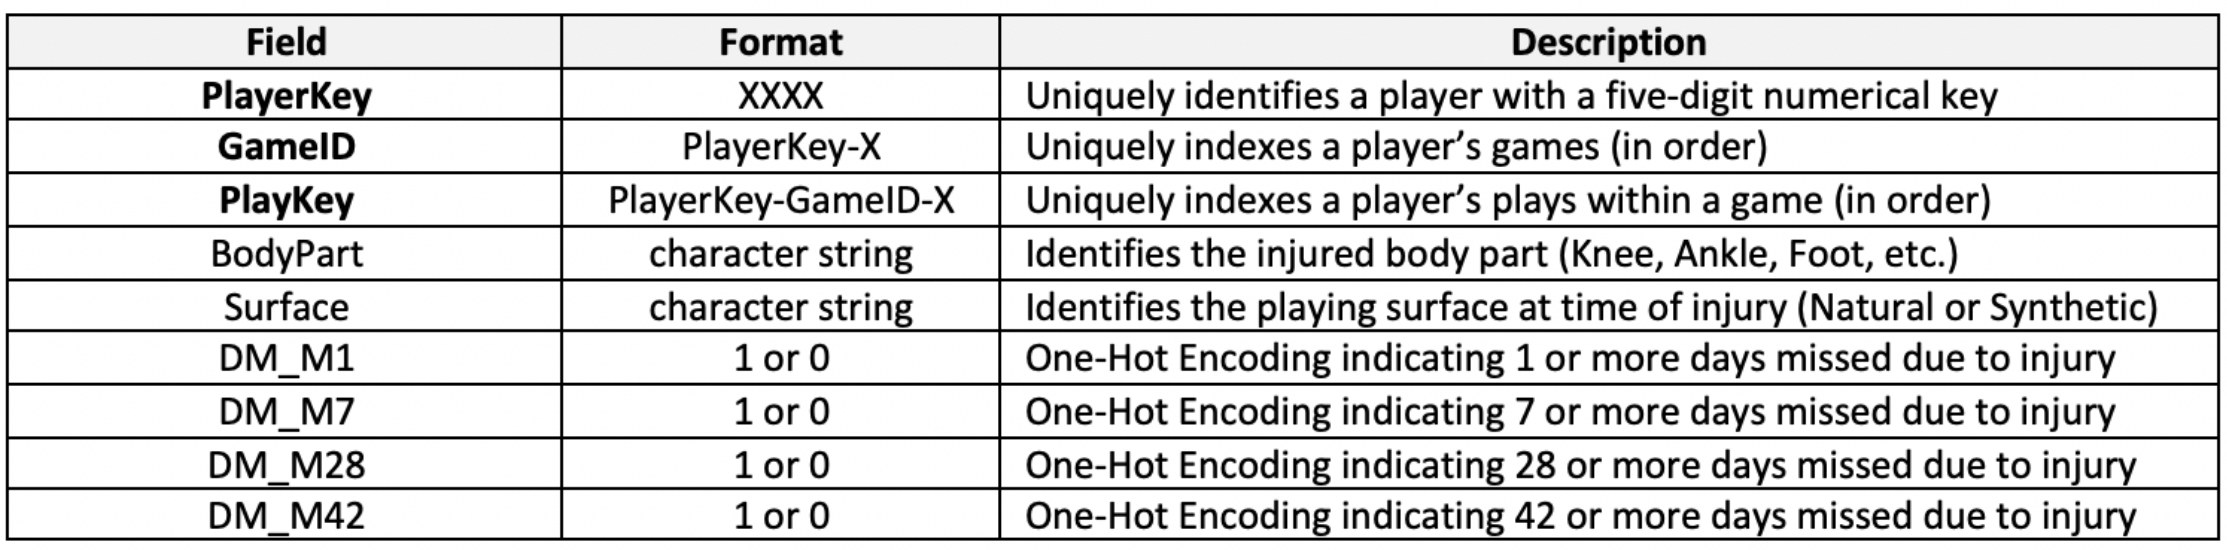 Field Format Description
PlayerKey XXXX Uniquely identifies a player with a five-digit numerical key
GameID PlayerKey-X Uniquely indexes a player’s games (in order)
PlayKey PlayerKey-GameID-X Uniquely indexes a player’s plays within a game (in order)
BodyPart character string Identifies the injured body part (Knee, Ankle, Foot, etc.)
Surface character string Identifies the playing surface at time of injury (Natural or Synthetic)
DM_M1 1 or 0 One-Hot Encoding indicating 1 or more days missed due to injury
DM_M7 1 or 0 One-Hot Encoding indicating 7 or more days missed due to injury
DM_M28 1 or 0 One-Hot Encoding indicating 28 or more days missed due to injury
DM_M42 1 or 0 One-Hot Encoding indicating 42 or more days missed due to injury